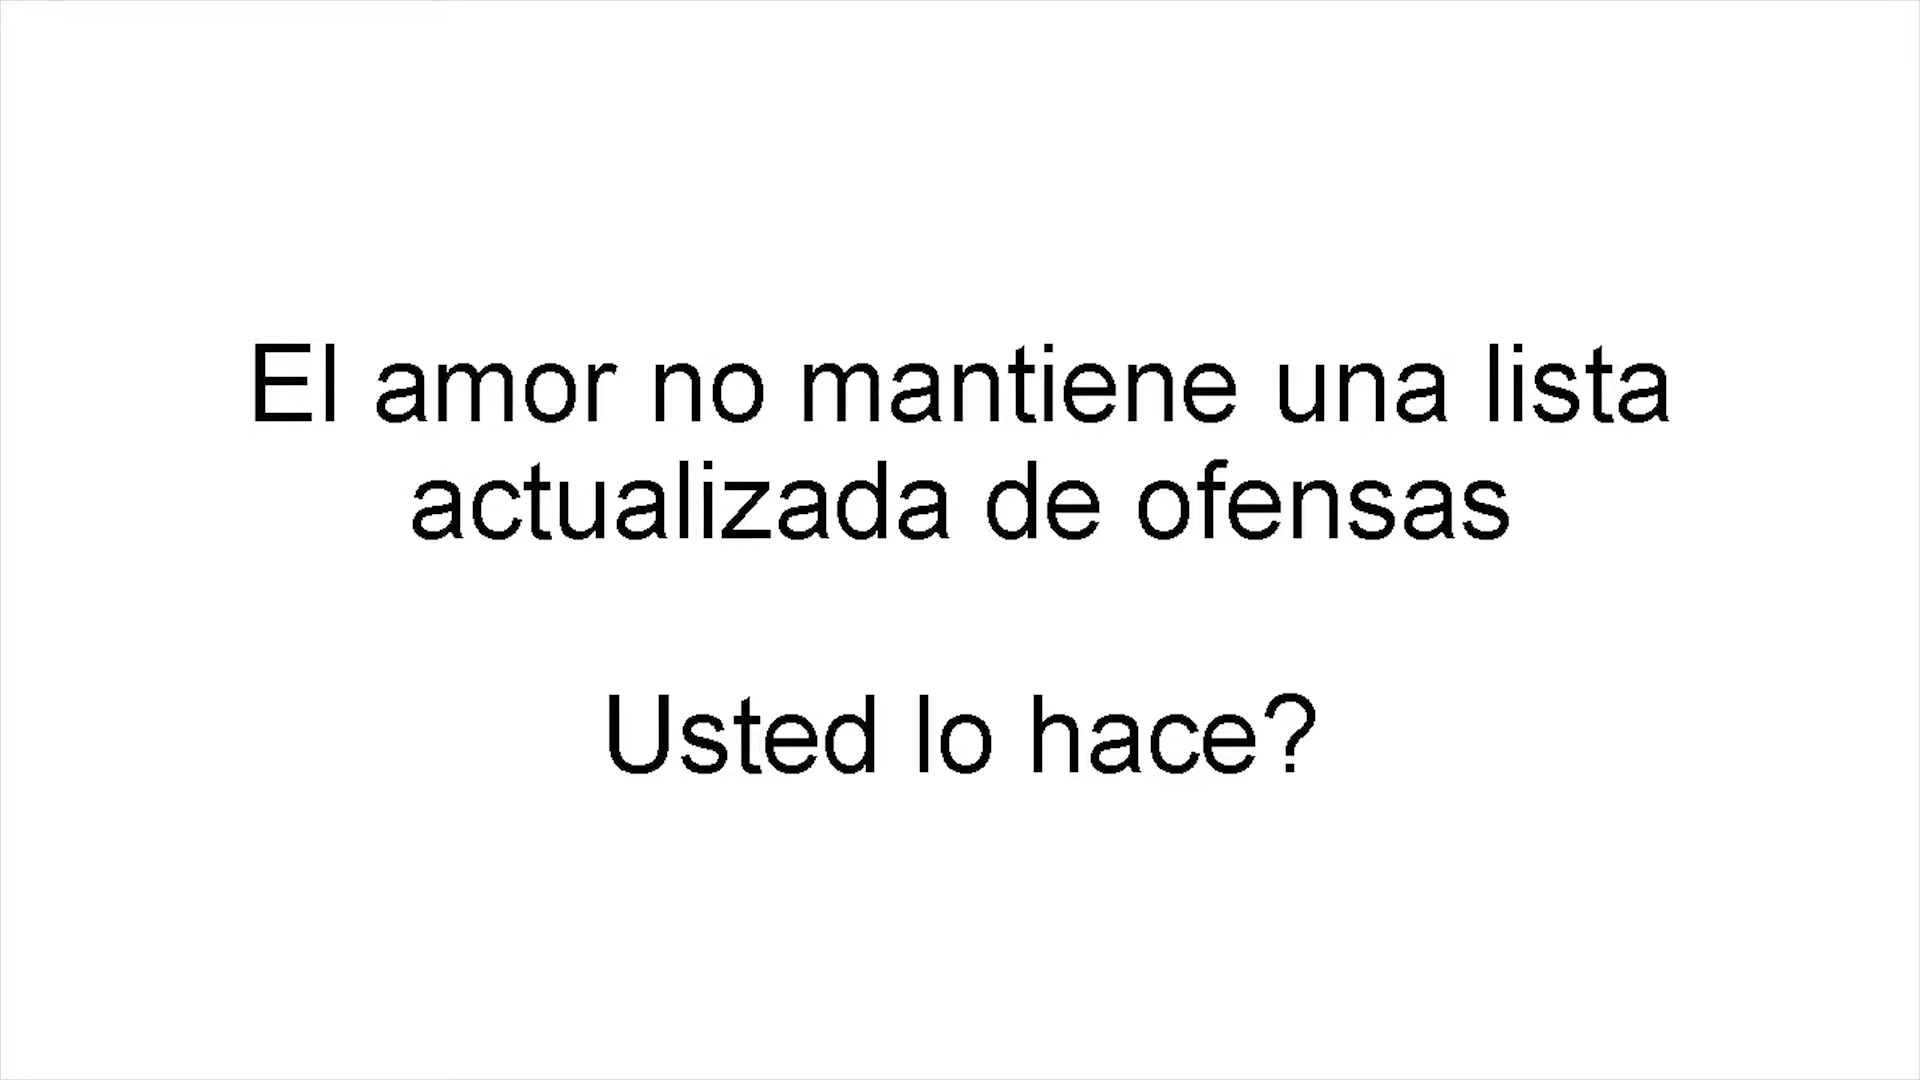 El amor no mantiene una lista
actualizada de ofensas
Usted lo hace?